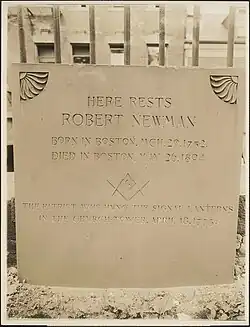 HERE RESTS
ROBERT NEWMAN
BORN IN BOSTON, MCH. 20, 1752.
DIED IN BOSTON, MAY 26, 1804.
G
THE PATRIOT WHO HUNG THE SIGNAL LANTERNS
IN THE CHURCH TOWER, APRIL 18, 1775.